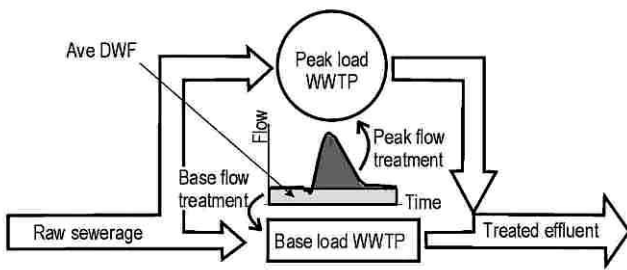 Ave DWF
Peak load
WWTP
Flow
Peak flow
treatment
Base flow
treatment
Time
Raw sewerage
Base load WWTP
Treated effluent